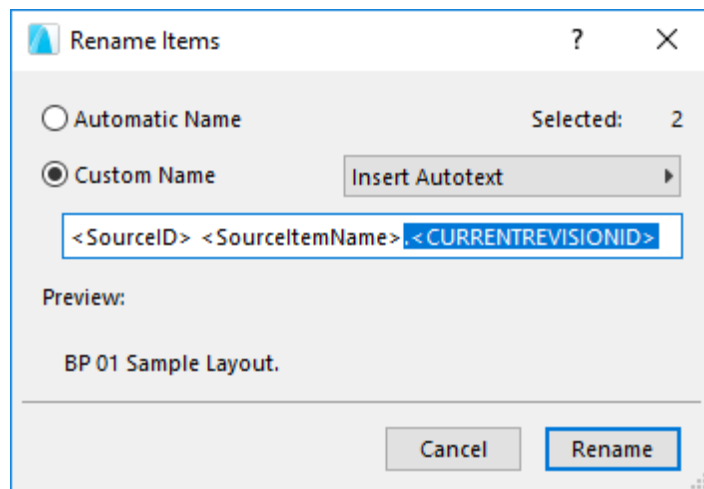 Rename Items
?
Automatic Name Selected: 2
Custom Name Insert Autotext
<SourceID> <SourceItemName>.<CURRENTREVISIONID>
Preview:
BP 01 Sample Layout.
Cancel Rename